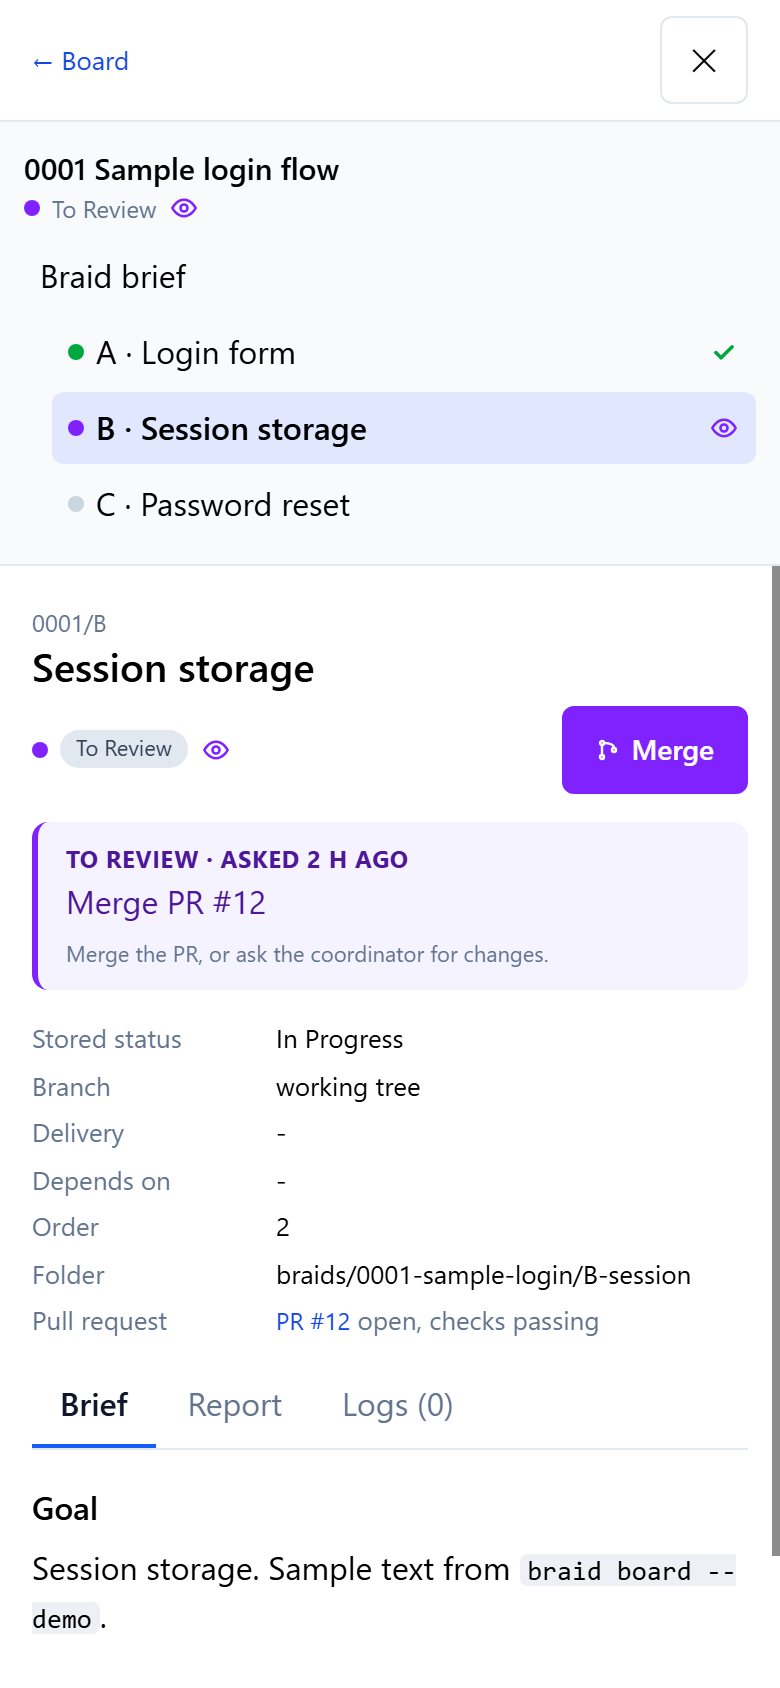 ← Board
0001 Sample login flow
To Review
Braid brief
A · Login form
B · Session storage
C · Password reset
0001/B
Session storage
To Review
Merge
TO REVIEW · ASKED 2 H AGO
Merge PR #12
Merge the PR, or ask the coordinator for changes.
Stored status In Progress
Branch working tree
Delivery -
Depends on -
Order 2
Folder braids/0001-sample-login/B-session
Pull request PR #12 open, checks passing
Brief Report Logs (0)
Goal
Session storage. Sample text from braid board --
demo.